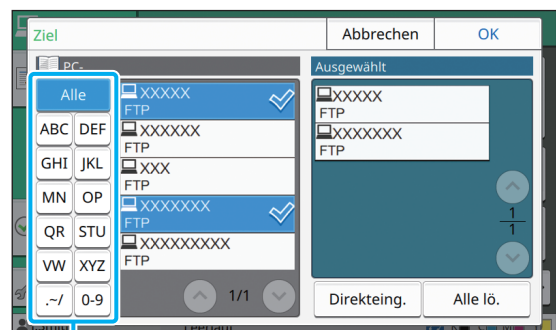 Ziel
Abbrechen
OK
PC-
Ausgewählt
Alle
ABC DEF
GHI JKL
MN OP
QR STU
VW XYZ
.~/ 0-9
XXXXX
FTP
XXXXXX
FTP
XXX
FTP
XXXXXXX
FTP
XXXXXXXXX
FTP
1/1
XXXXX
FTP
XXXXXXX
FTP
1
1
Direkteing.
Alle lö.